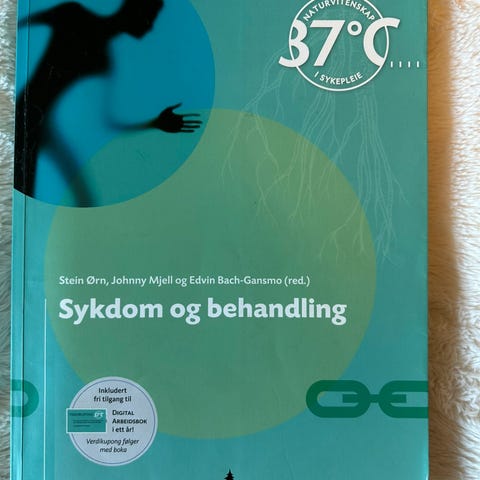 NATURVITENSKAP
37°C
I SYKEPLEIE
Stein Ørn, Johnny Mjell og Edvin Bach-Gansmo (red.)
Sykdom og behandling
Inkludert
fri tilgang til
DIGITAL
ARBEIDSBOK
i ett år!
Verdikupong følger
med boka